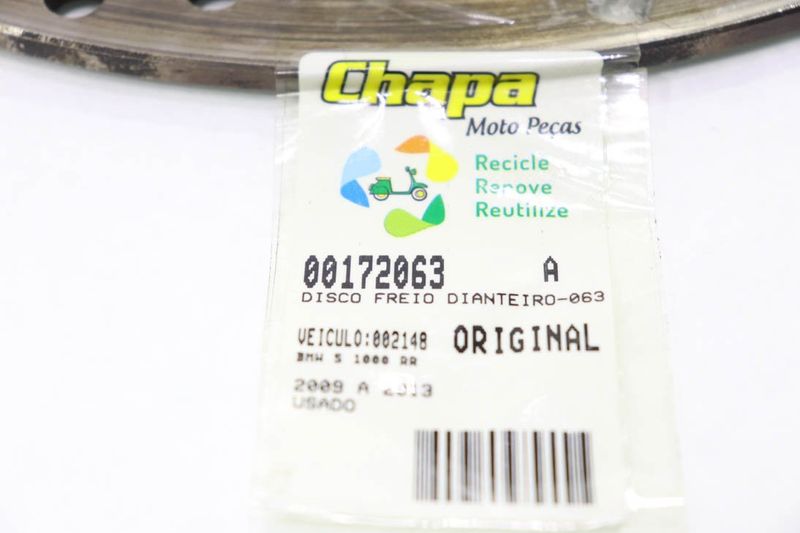 Chapa
Moto Peças
Recicle
Renove
Reutilize
00172063 A
DISCO FREIO DIANTEIRO-063
VEICULO:002148 ORIGINAL
BMW S 1000 RR
2009 A 2013
USADO